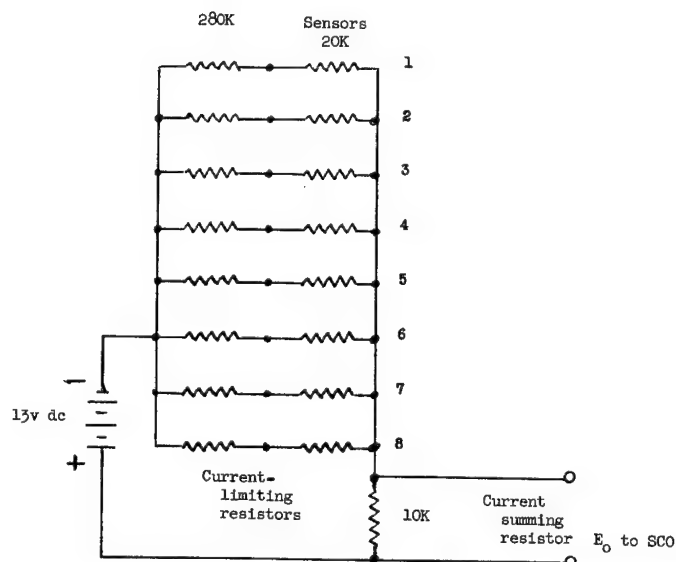 280K
Sensors
20K
1
2
3
4
5
6
7
8
−
13v dc
+
Current-
limiting
resistors
10K
Current
summing
resistor
E₀ to SCO